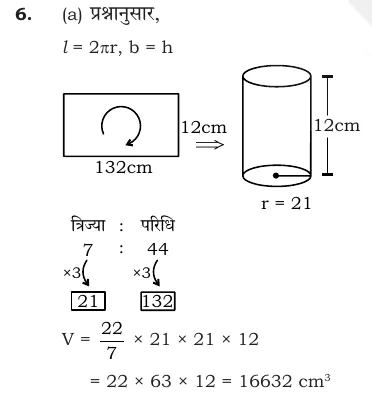 6. (a) प्रश्नानुसार,
l = 2πr, b = h
12cm
⇒
12cm
132cm
r = 21
त्रिज्या : परिधि
7 : 44
×3 ×3
21 132
V = 22/7 × 21 × 21 × 12
= 22 × 63 × 12 = 16632 cm³